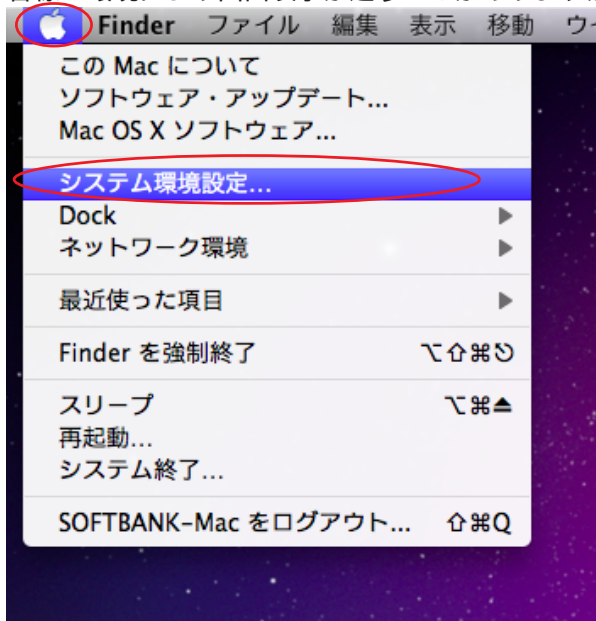 Finder ファイル 編集 表示 移動
この Mac について
ソフトウェア・アップデート...
Mac OS X ソフトウェア...
システム環境設定...
Dock ▶
ネットワーク環境 ▶
最近使った項目 ▶
Finder を強制終了 ⌥⇧⌘⎋
スリープ ⌥⌘⏏
再起動...
システム終了...
SOFTBANK-Mac をログアウト... ⇧⌘Q